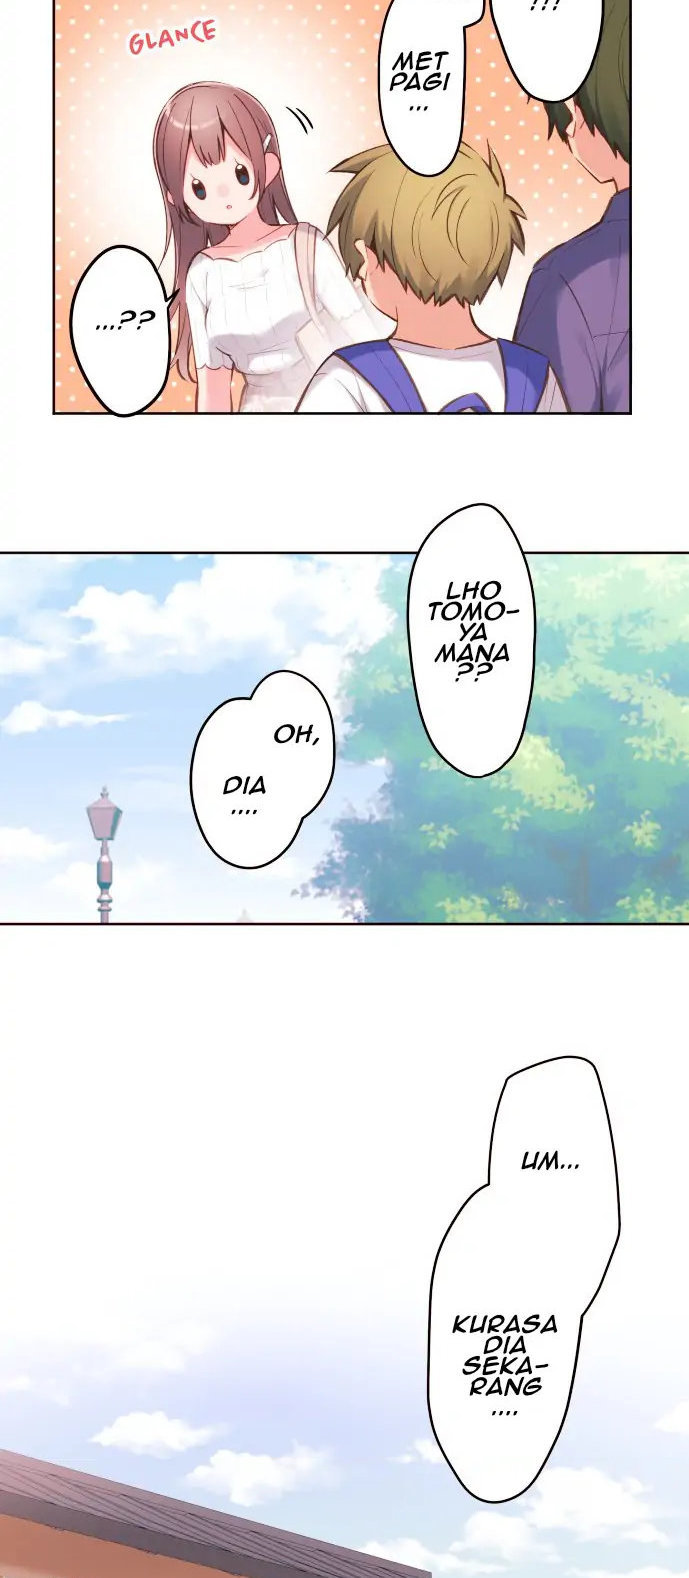 !!!
MET
PAGI
...
GLANCE
...??
LHO
TOMO-
YA
MANA
??
OH,
DIA
....
UM...
KURASA
DIA
SEKA-
RANG
....